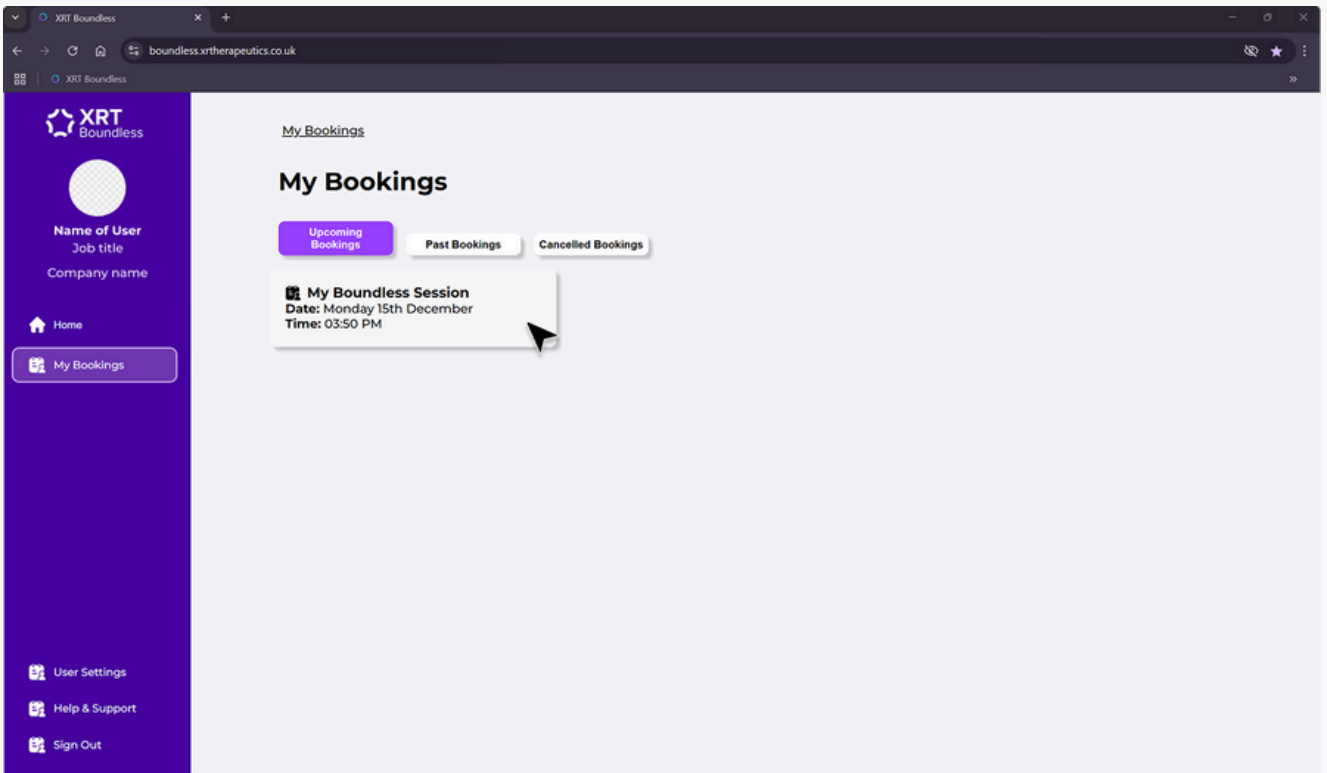 XRT Boundless
boundless.xrtherapeutics.co.uk
XRT Boundless
XRT
Boundless
Name of User
Job title
Company name
Home
My Bookings
User Settings
Help & Support
Sign Out
My Bookings
My Bookings
Upcoming
Bookings
Past Bookings
Cancelled Bookings
My Boundless Session
Date: Monday 15th December
Time: 03:50 PM